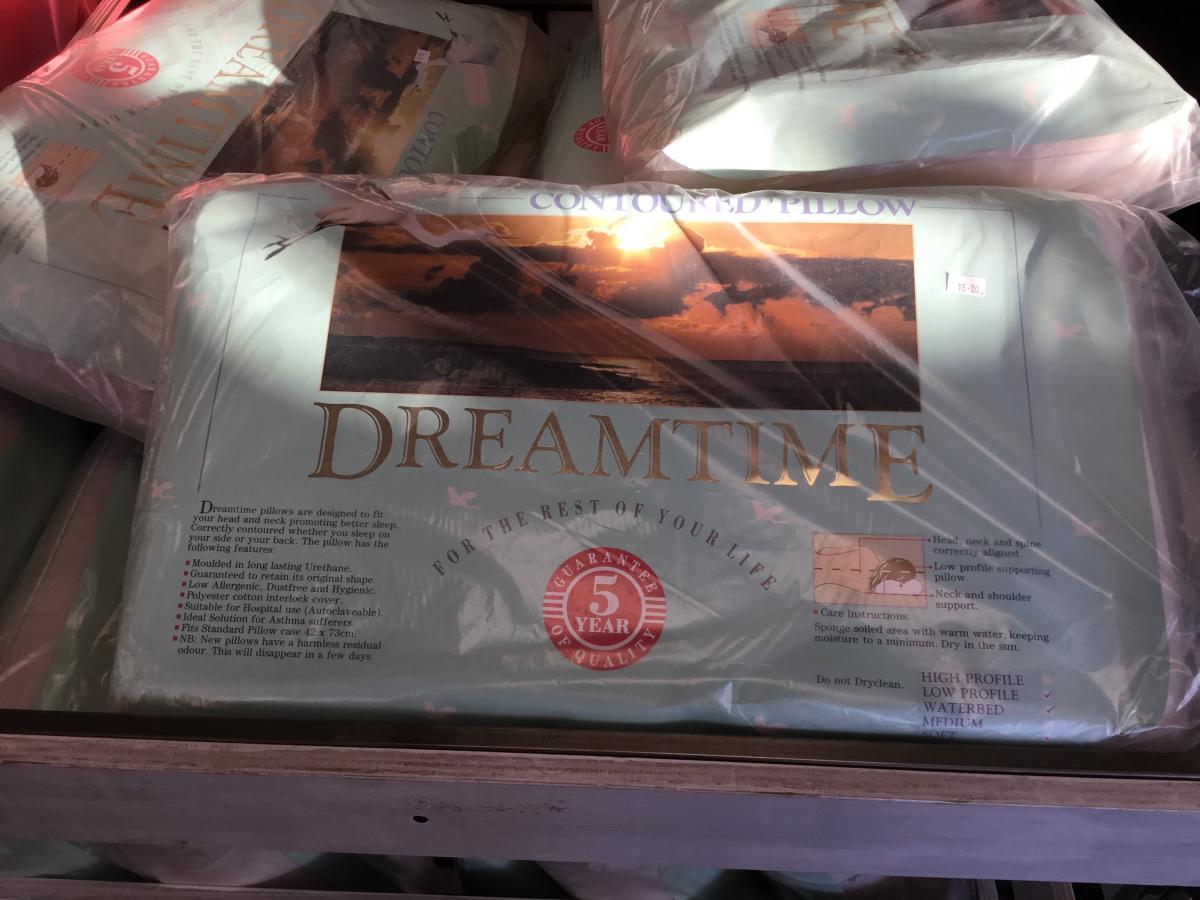 CONTOURED PILLOW
15.00
DREAMTIME
FOR THE REST OF YOUR LIFE
GUARANTEE
5
YEAR
OF QUALITY
Dreamtime pillows are designed to fit
your head and neck promoting better sleep.
Correctly contoured whether you sleep on
your side or your back. The pillow has the
following features:
Moulded in long lasting Urethane.
Guaranteed to retain its original shape.
Low Allergenic, Dustfree and Hygienic.
Polyester cotton interlock cover.
Suitable for Hospital use (Autoclaveable).
Ideal Solution for Asthma sufferers.
Fits Standard Pillow case 42 x 73cm.
NB: New pillows have a harmless residual
odour. This will disappear in a few days.
Head, neck and spine
correctly aligned.
Low profile supporting
pillow.
Neck and shoulder
support.
Care Instructions:
Sponge soiled area with warm water, keeping
moisture to a minimum. Dry in the sun.
Do not Dryclean.
HIGH PROFILE
LOW PROFILE ✓
WATERBED ✓
MEDIUM
SOFT
DREAMTIME
5